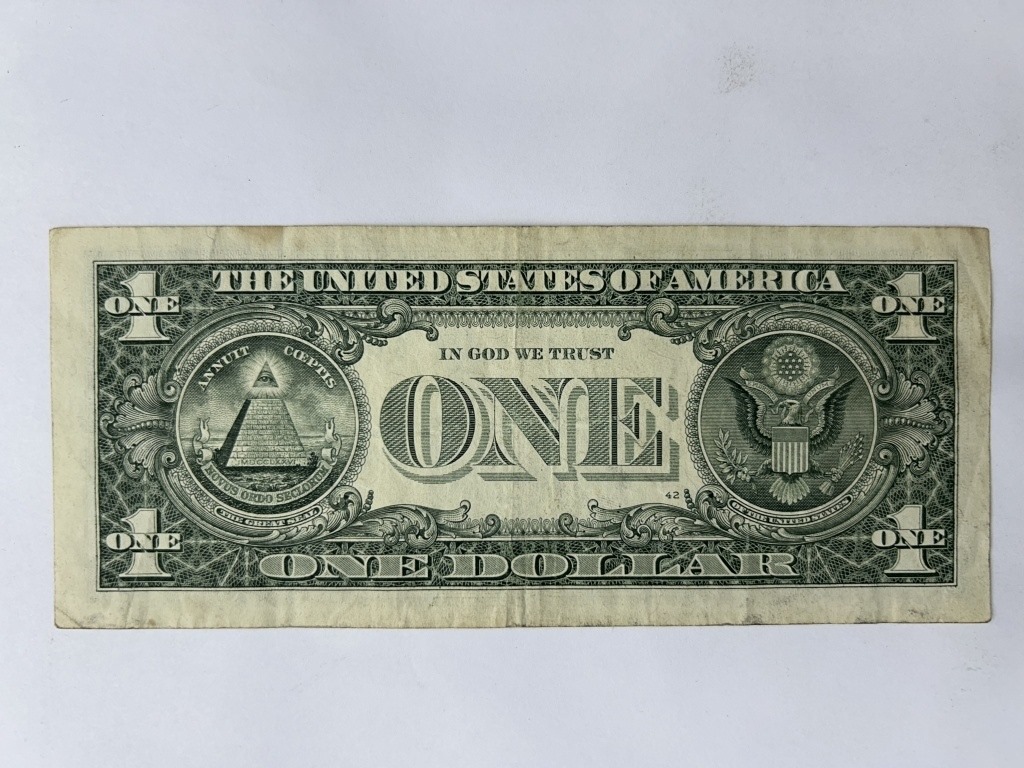 THE UNITED STATES OF AMERICA
1
ONE
1
ONE
ANNUIT CŒPTIS
MDCCLXXVI
NOVUS ORDO SECLORUM
THE GREAT SEAL
IN GOD WE TRUST
ONE
42
OF THE UNITED STATES
1
ONE
1
ONE
ONE DOLLAR